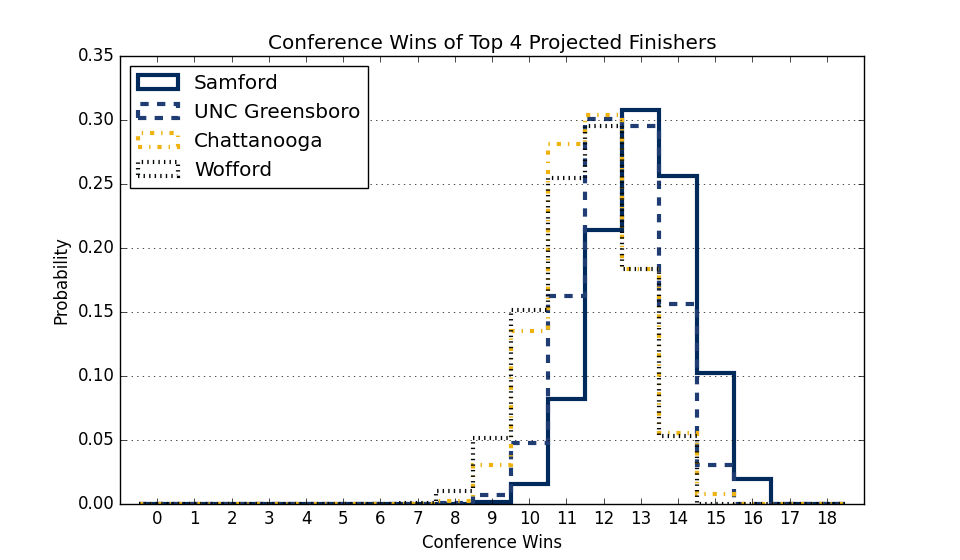 Conference Wins of Top 4 Projected Finishers
0.35
0.30
0.25
0.20
0.15
0.10
0.05
0.00
Probability
Samford
UNC Greensboro
Chattanooga
Wofford
0 1 2 3 4 5 6 7 8 9 10 11 12 13 14 15 16 17 18
Conference Wins